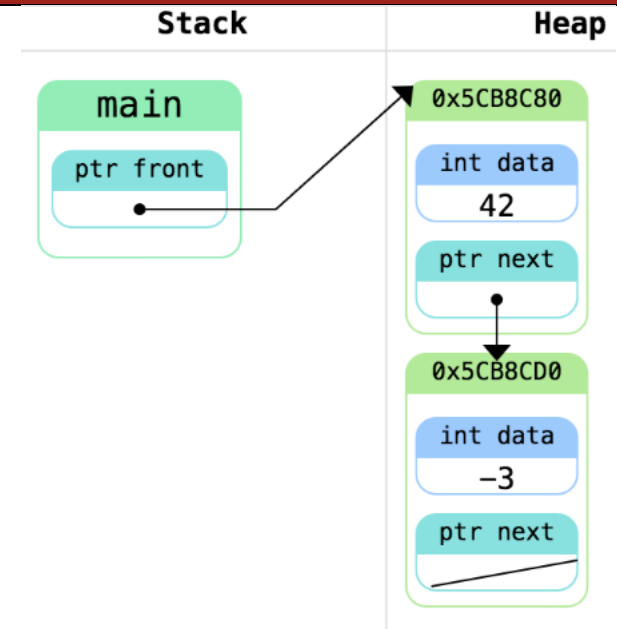 Stack
Heap
main
ptr front
0x5CB8C80
int data
42
ptr next
0x5CB8CD0
int data
-3
ptr next